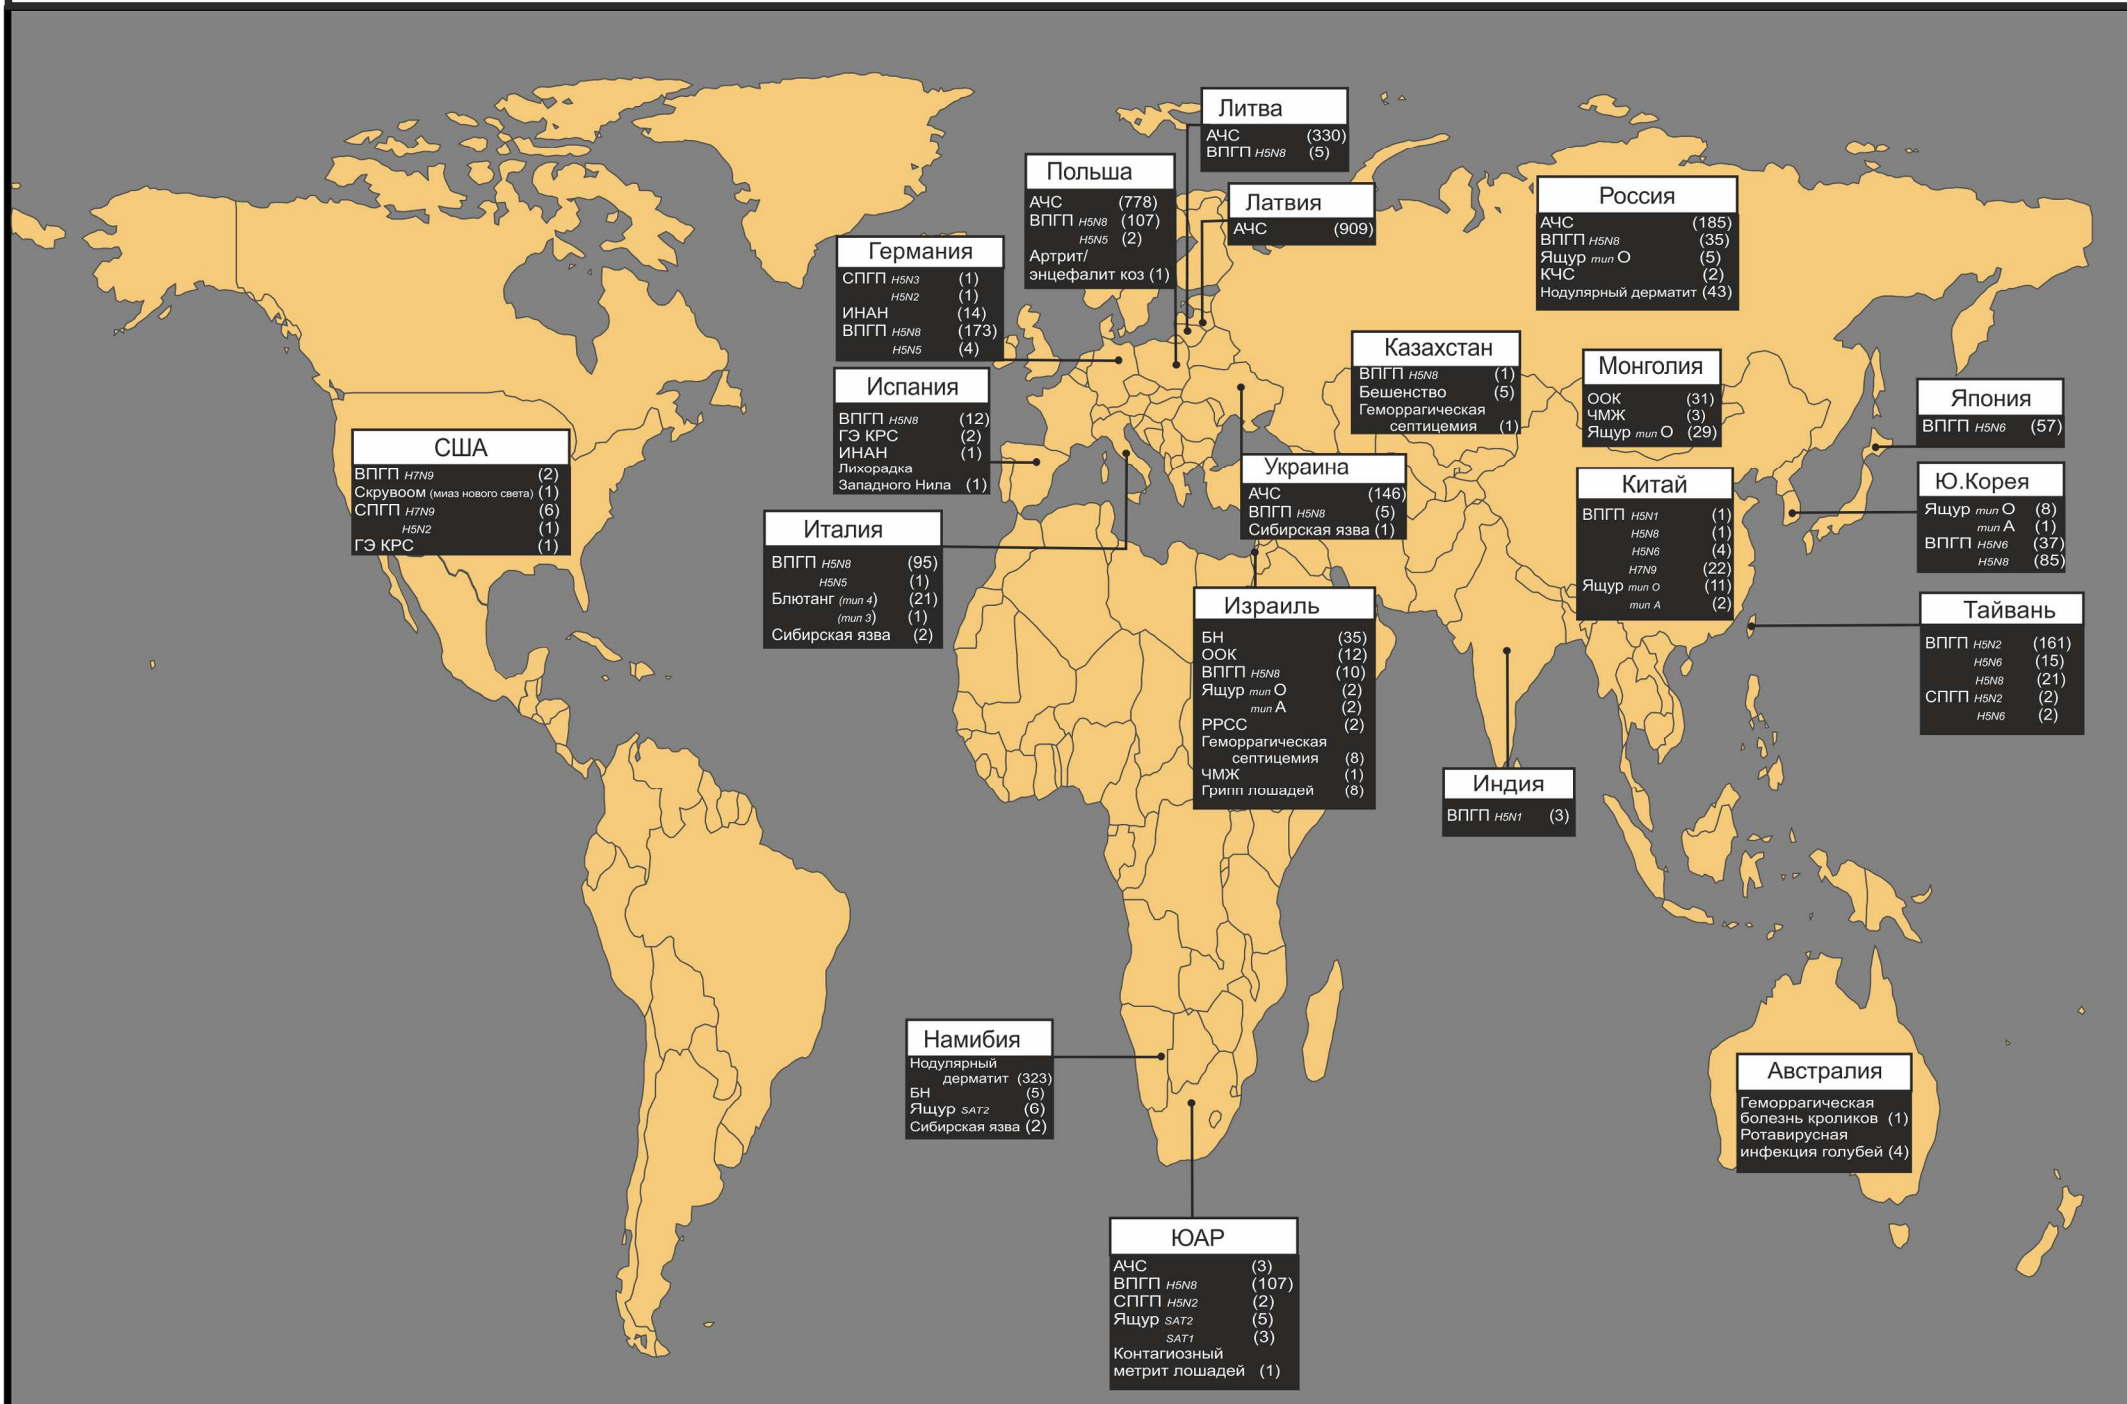 Литва
АЧС (330)
ВПГП H5N8 (5)
Польша
АЧС (778)
ВПГП H5N8 (107)
H5N5 (2)
Артрит/
энцефалит коз (1)
Латвия
АЧС (909)
Россия
АЧС (185)
ВПГП H5N8 (35)
Ящур тип О (5)
КЧС (2)
Нодулярный дерматит (43)
Германия
СПГП H5N3 (1)
H5N2 (1)
ИНАН (14)
ВПГП H5N8 (173)
H5N5 (4)
Казахстан
ВПГП H5N8 (1)
Бешенство (5)
Геморрагическая
септицемия (1)
Монголия
ООК (31)
ЧМЖ (3)
Ящур тип О (29)
Япония
ВПГП H5N6 (57)
Испания
ВПГП H5N8 (12)
ГЭ КРС (2)
ИНАН (1)
Лихорадка
Западного Нила (1)
США
ВПГП H7N9 (2)
Скрувоом (миаз нового света) (1)
СПГП H7N9 (6)
H5N2 (1)
ГЭ КРС (1)
Украина
АЧС (146)
ВПГП H5N8 (5)
Сибирская язва (1)
Китай
ВПГП H5N1 (1)
H5N8 (1)
H5N6 (4)
H7N9 (22)
Ящур тип О (11)
тип А (2)
Ю.Корея
Ящур тип О (8)
тип А (1)
ВПГП H5N6 (37)
H5N8 (85)
Италия
ВПГП H5N8 (95)
H5N5 (1)
Блютанг (тип 4) (21)
(тип 3) (1)
Сибирская язва (2)
Израиль
БН (35)
ООК (12)
ВПГП H5N8 (10)
Ящур тип О (2)
тип А (2)
РРСС (2)
Геморрагическая
септицемия (8)
ЧМЖ (1)
Грипп лошадей (8)
Тайвань
ВПГП H5N2 (161)
H5N6 (15)
H5N8 (21)
СПГП H5N2 (2)
H5N6 (2)
Индия
ВПГП H5N1 (3)
Намибия
Нодулярный
дерматит (323)
БН (5)
Ящур SAT2 (6)
Сибирская язва (2)
Австралия
Геморрагическая
болезнь кроликов (1)
Ротавирусная
инфекция голубей (4)
ЮАР
АЧС (3)
ВПГП H5N8 (107)
СПГП H5N2 (2)
Ящур SAT2 (5)
SAT1 (3)
Контагиозный
метрит лошадей (1)